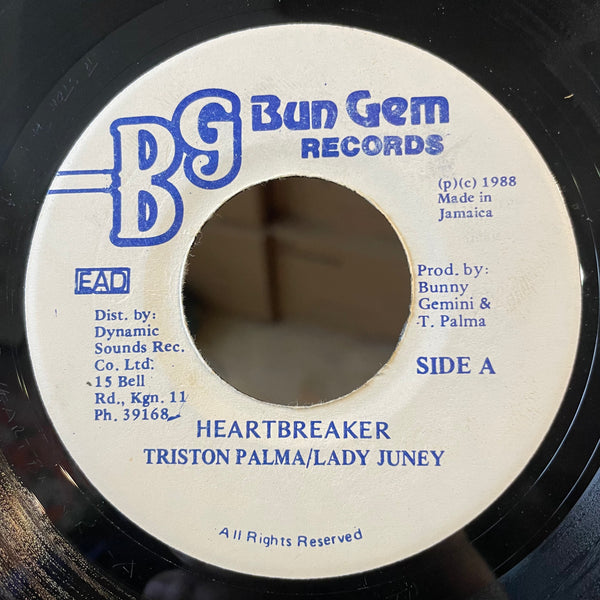 BG Bun Gem
RECORDS
(p)(c) 1988
Made in
Jamaica
EAD
Prod. by:
Bunny
Gemini &
T. Palma
Dist. by:
Dynamic
Sounds Rec.
Co. Ltd.
15 Bell
Rd., Kgn. 11
Ph. 39168
SIDE A
HEARTBREAKER
TRISTON PALMA/LADY JUNEY
All Rights Reserved